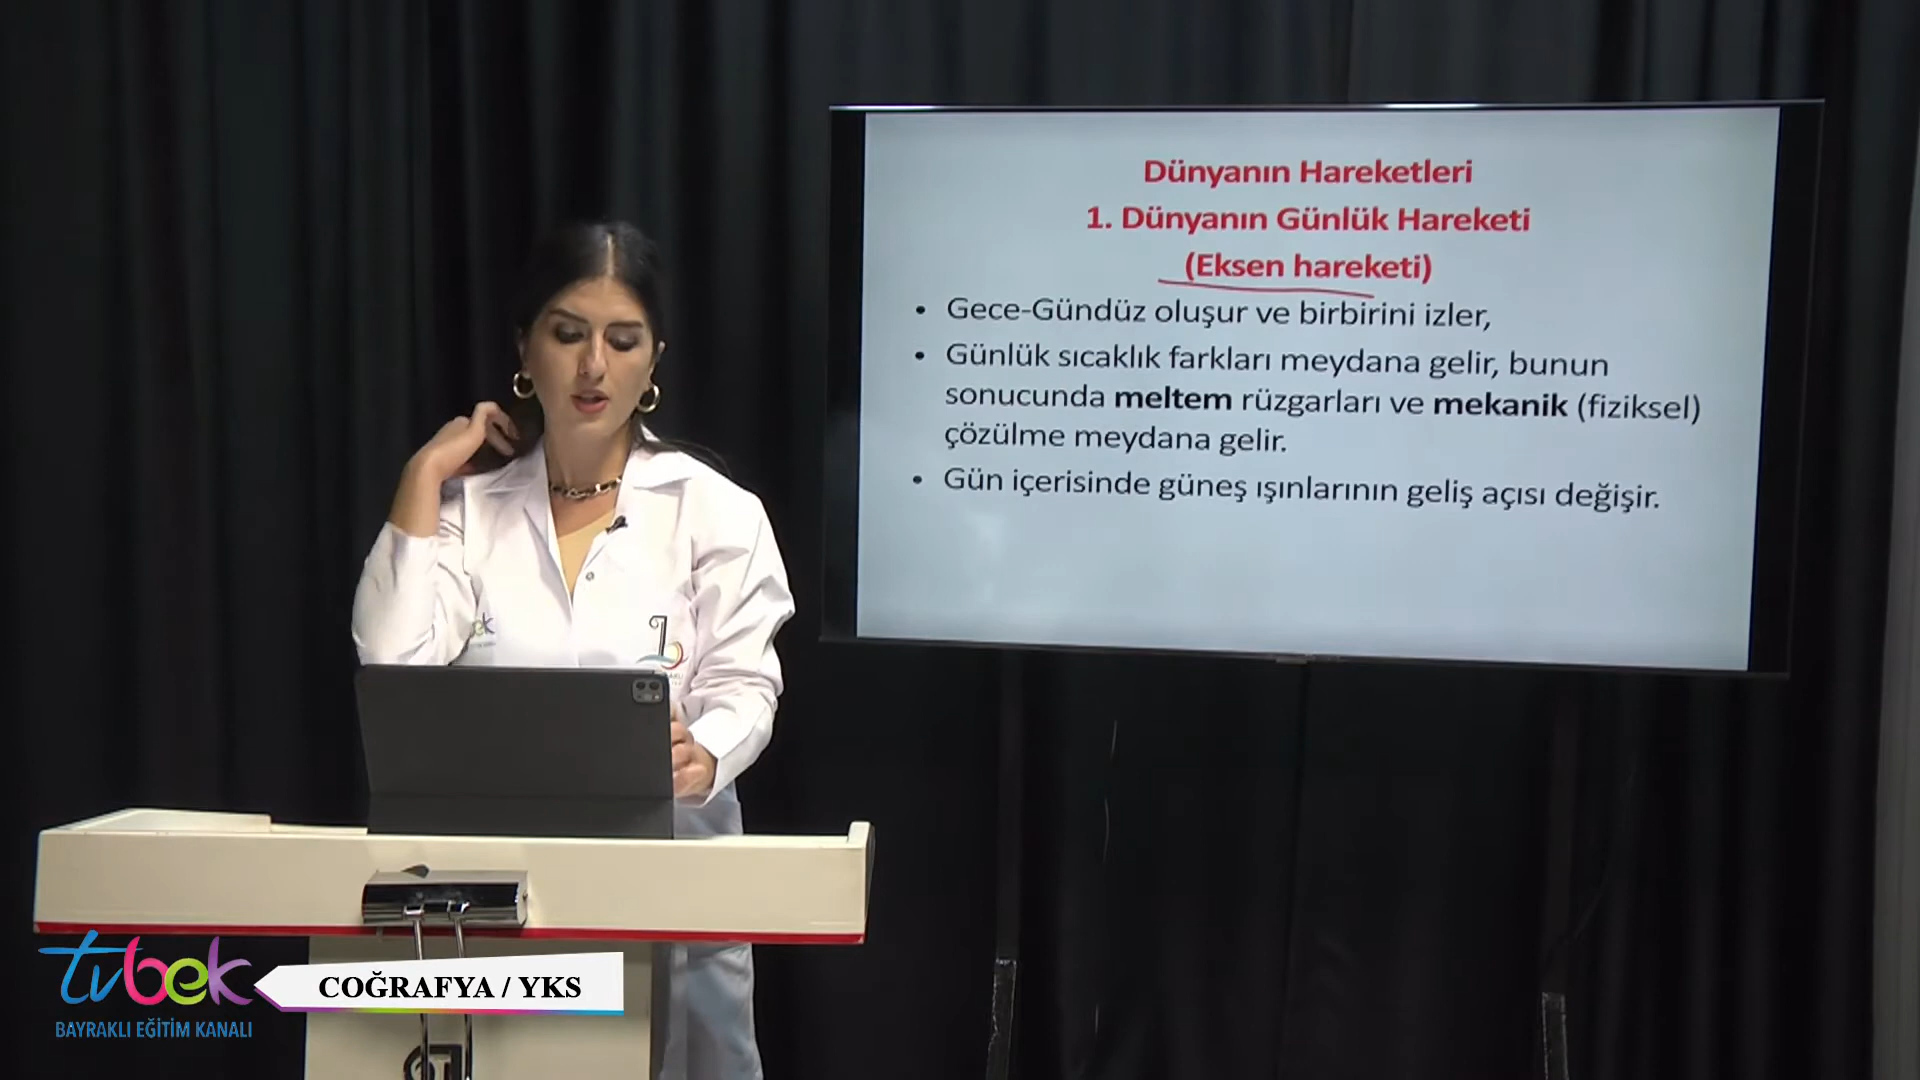 Dünyanın Hareketleri
1. Dünyanın Günlük Hareketi
(Eksen hareketi)
• Gece-Gündüz oluşur ve birbirini izler,
• Günlük sıcaklık farkları meydana gelir, bunun
sonucunda meltem rüzgarları ve mekanik (fiziksel)
çözülme meydana gelir.
• Gün içerisinde güneş ışınlarının geliş açısı değişir.
tvbek
BAYRAKLI EĞİTİM KANALI
COĞRAFYA / YKS